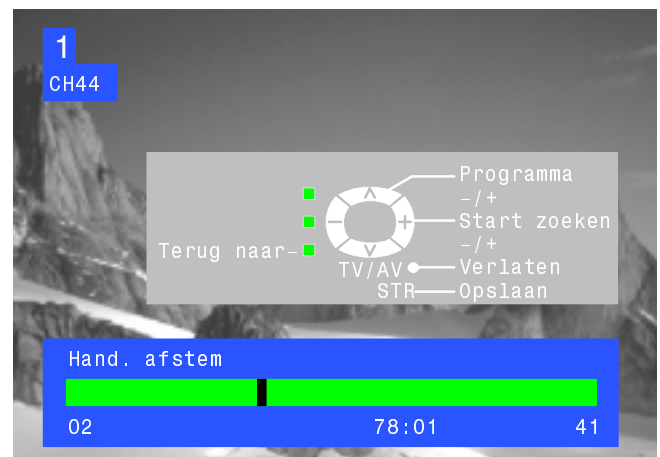 1
CH44
Programma
-/+
Start zoeken
-/+
Terug naar
TV/AV Verlaten
STR Opslaan
Hand. afstem
02 78:01 41